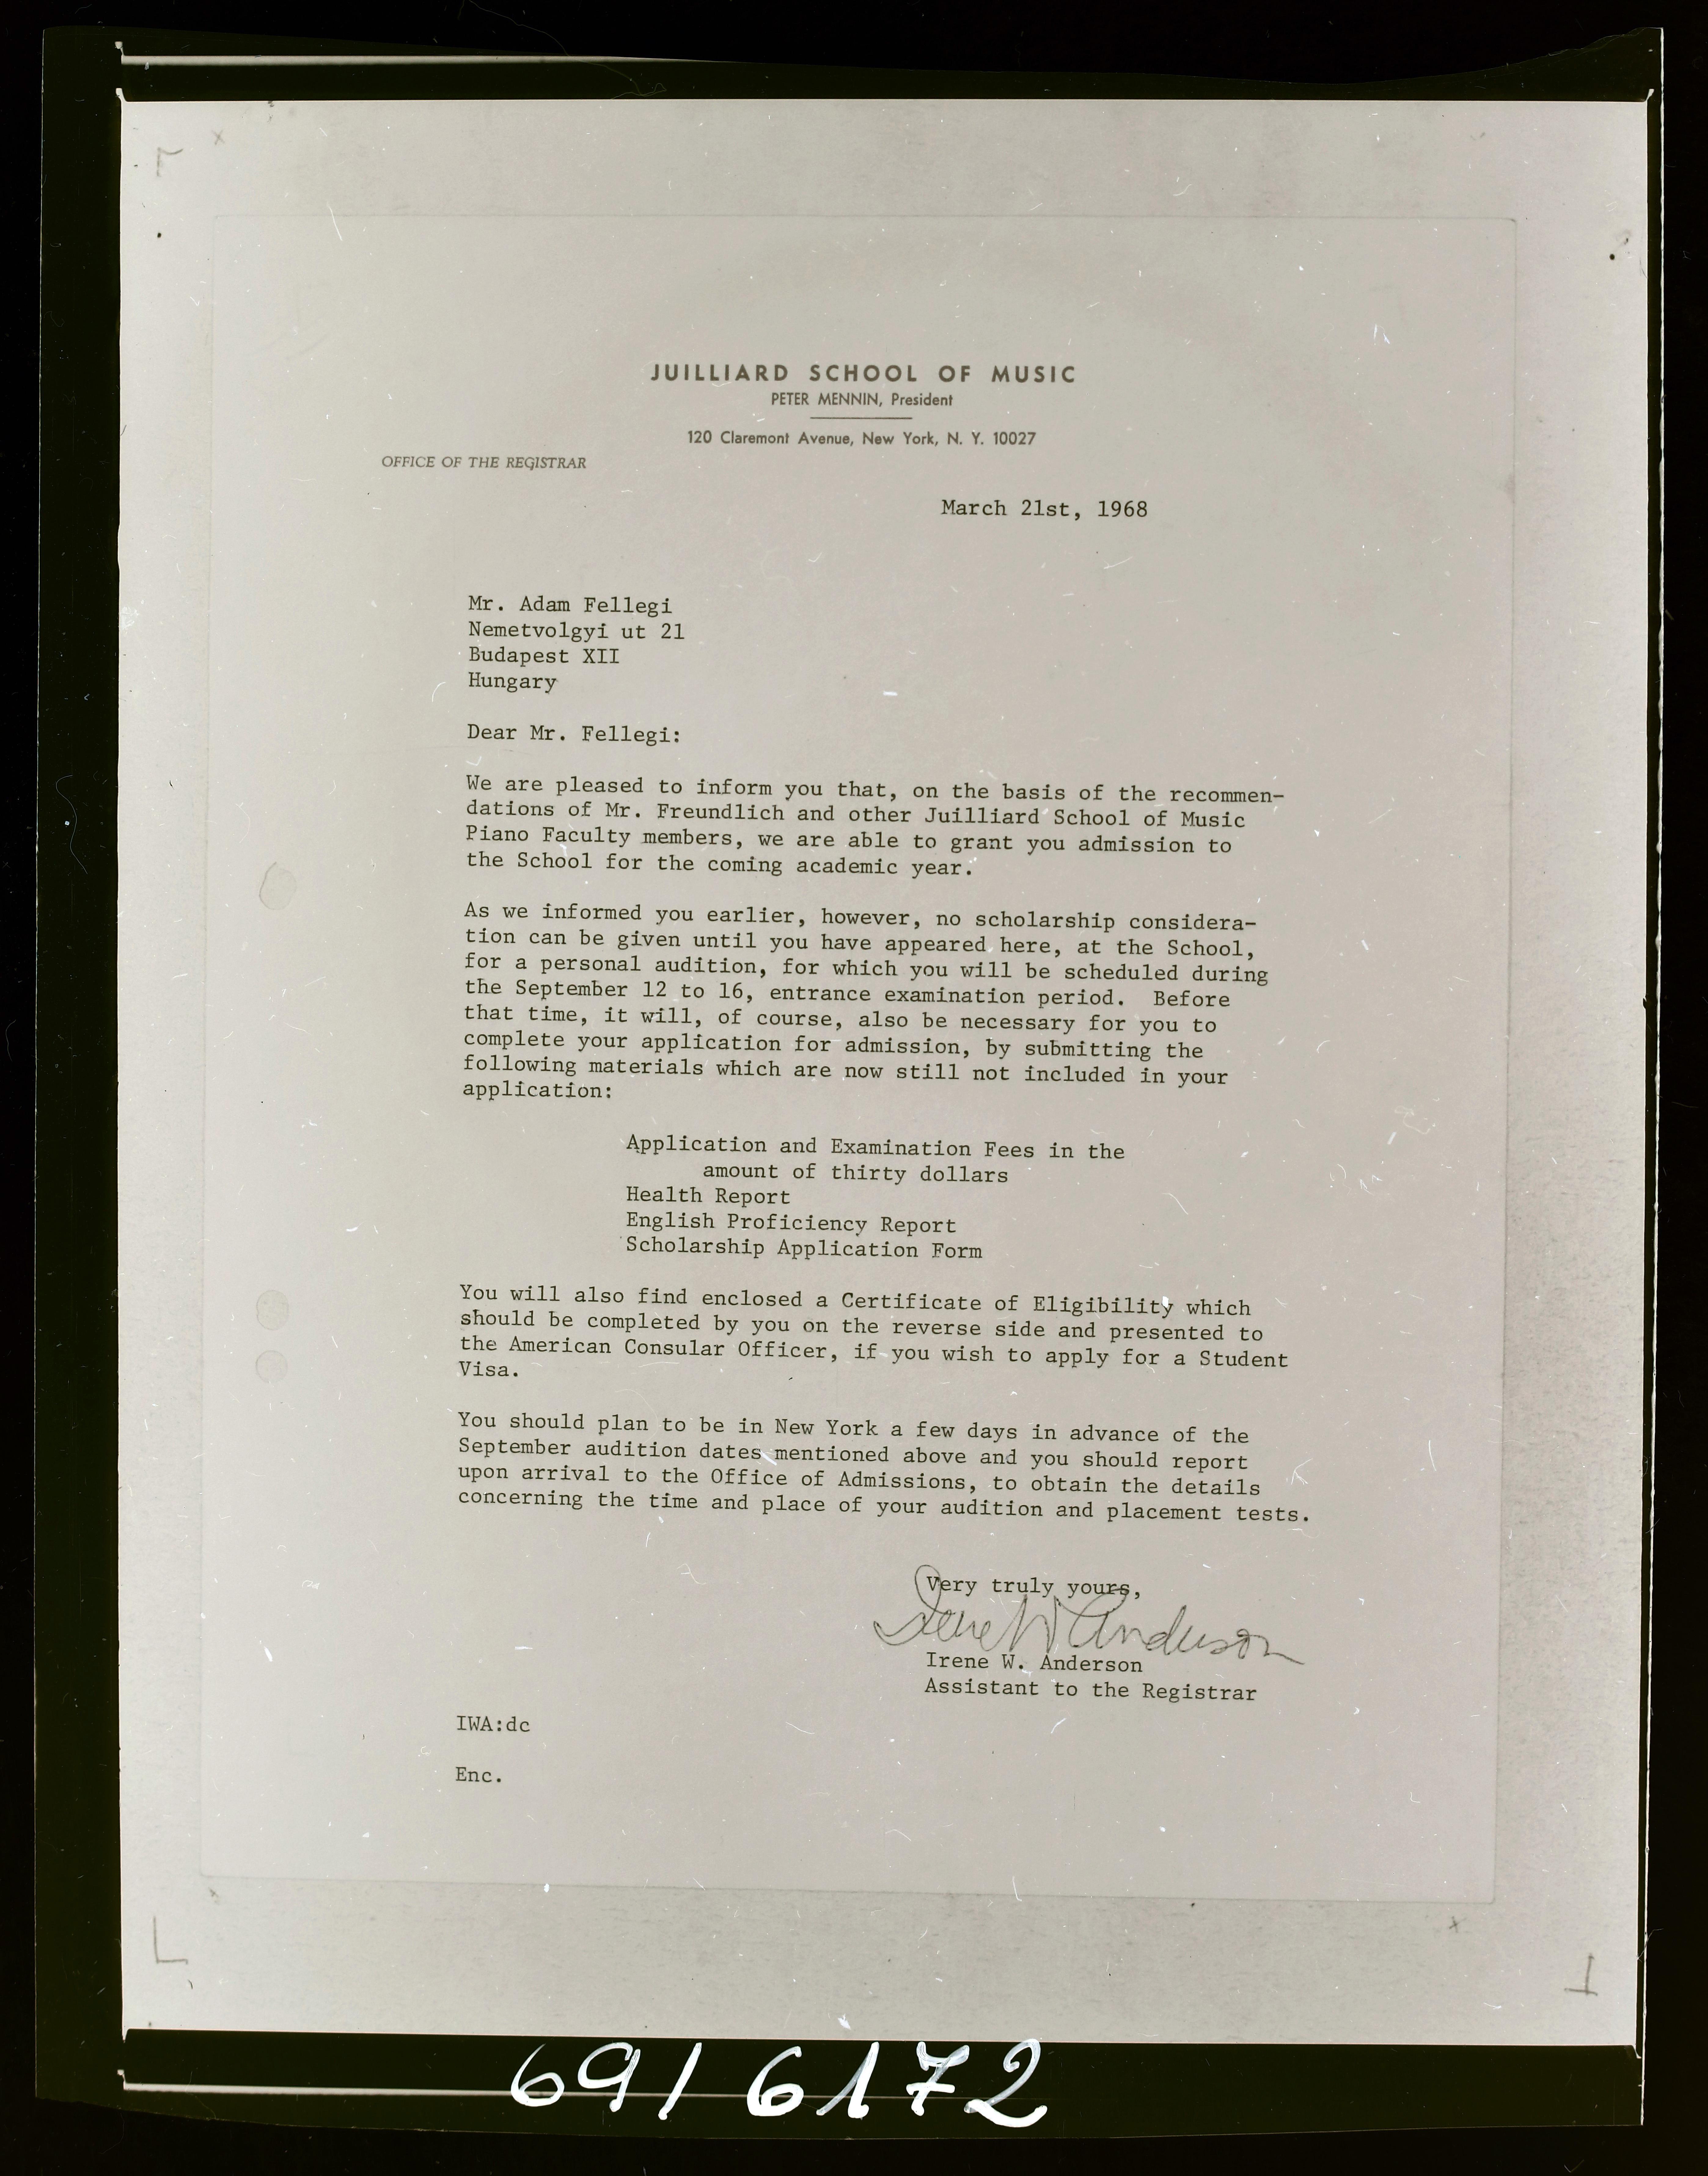 JUILLIARD SCHOOL OF MUSIC
PETER MENNIN, President
120 Claremont Avenue, New York, N. Y. 10027
OFFICE OF THE REGISTRAR
March 21st, 1968
Mr. Adam Fellegi
Nemetvolgyi ut 21
Budapest XII
Hungary
Dear Mr. Fellegi:
We are pleased to inform you that, on the basis of the recommen-
dations of Mr. Freundlich and other Juilliard School of Music
Piano Faculty members, we are able to grant you admission to
the School for the coming academic year.
As we informed you earlier, however, no scholarship considera-
tion can be given until you have appeared here, at the School,
for a personal audition, for which you will be scheduled during
the September 12 to 16, entrance examination period. Before
that time, it will, of course, also be necessary for you to
complete your application for admission, by submitting the
following materials which are now still not included in your
application:
Application and Examination Fees in the
amount of thirty dollars
Health Report
English Proficiency Report
Scholarship Application Form
You will also find enclosed a Certificate of Eligibility which
should be completed by you on the reverse side and presented to
the American Consular Officer, if you wish to apply for a Student
Visa.
You should plan to be in New York a few days in advance of the
September audition dates mentioned above and you should report
upon arrival to the Office of Admissions, to obtain the details
concerning the time and place of your audition and placement tests.
Very truly yours,
Irene W Anderson
Irene W. Anderson
Assistant to the Registrar
IWA:dc
Enc.
69/6172